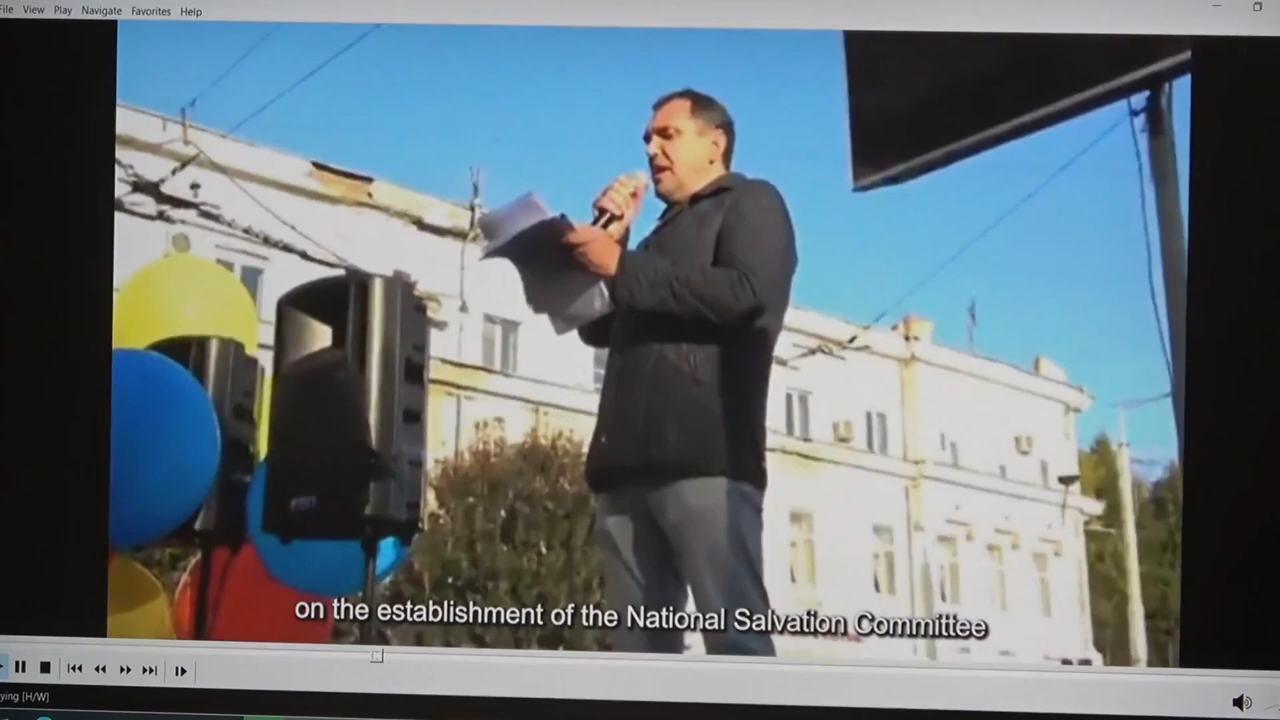 File View Play Navigate Favorites Help
on the establishment of the National Salvation Committee
ying [H/W]